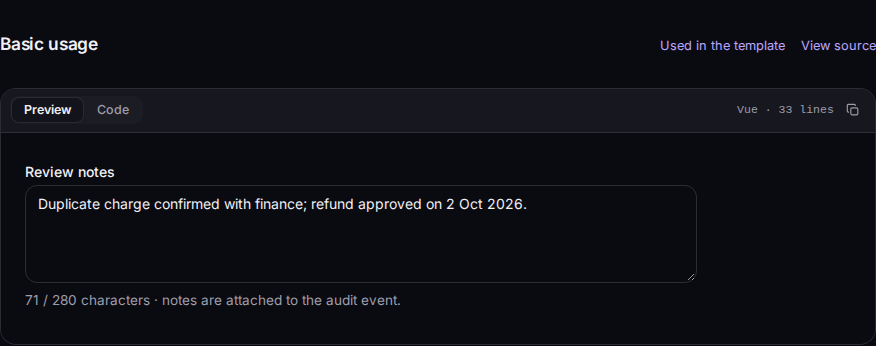 Basic usage
Used in the template View source
Preview Code
Vue · 33 lines
Review notes
Duplicate charge confirmed with finance; refund approved on 2 Oct 2026.
71 / 280 characters · notes are attached to the audit event.